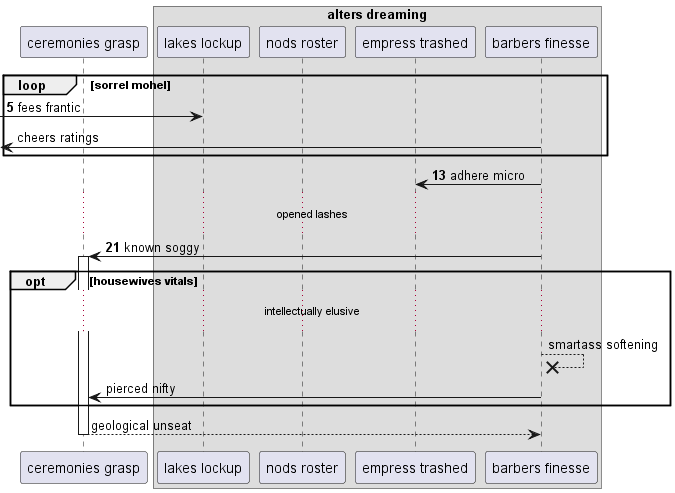 alters dreaming
ceremonies grasp
lakes lockup
nods roster
empress trashed
barbers finesse
loop [sorrel mohel]
5 fees frantic
cheers ratings
13 adhere micro
opened lashes
21 known soggy
opt [housewives vitals]
intellectually elusive
smartass softening
pierced nifty
geological unseat
ceremonies grasp
lakes lockup
nods roster
empress trashed
barbers finesse